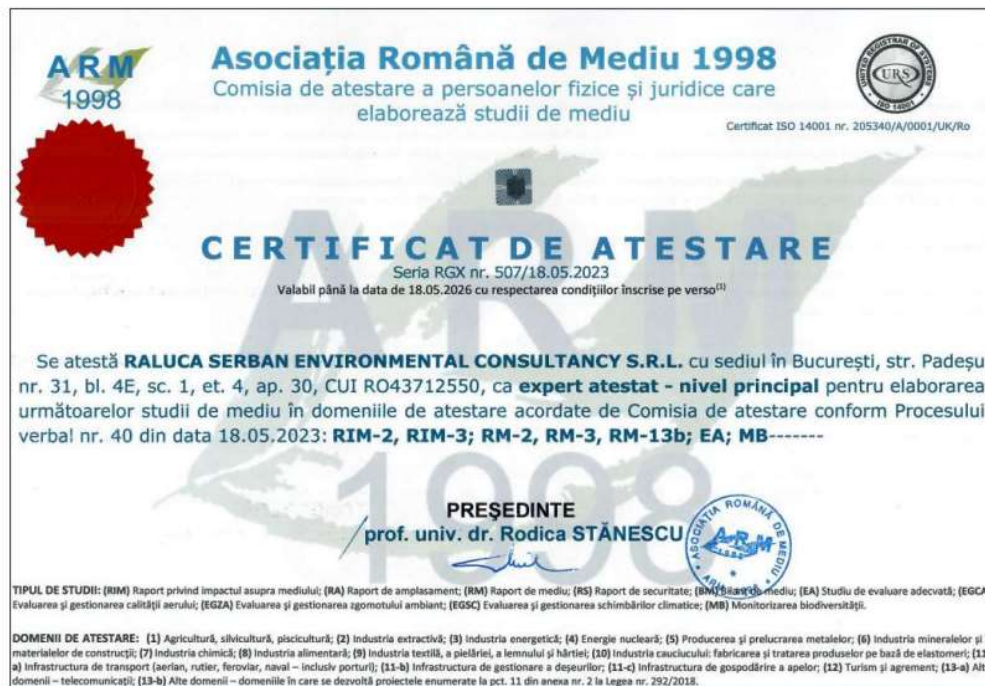 ARM
1998
Asociația Română de Mediu 1998
Comisia de atestare a persoanelor fizice și juridice care
elaborează studii de mediu
UNITED REGISTRAR OF SYSTEMS
URS
ISO 14001
Certificat ISO 14001 nr. 205340/A/0001/UK/Ro
CERTIFICAT DE ATESTARE
Seria RGX nr. 507/18.05.2023
Valabil până la data de 18.05.2026 cu respectarea condițiilor înscrise pe verso(1)
Se atestă RALUCA SERBAN ENVIRONMENTAL CONSULTANCY S.R.L. cu sediul în București, str. Padeșu
nr. 31, bl. 4E, sc. 1, et. 4, ap. 30, CUI RO43712550, ca expert atestat - nivel principal pentru elaborarea
următoarelor studii de mediu în domeniile de atestare acordate de Comisia de atestare conform Procesului
verbal nr. 40 din data 18.05.2023: RIM-2, RIM-3; RM-2, RM-3, RM-13b; EA; MB-------
ARM
1998
PREȘEDINTE
prof. univ. dr. Rodica STĂNESCU
ASOCIAȚIA ROMÂNĂ DE MEDIU
TIPUL DE STUDII: (RIM) Raport privind impactul asupra mediului; (RA) Raport de amplasament; (RM) Raport de mediu; (RS) Raport de securitate; (BM) Bilanț de mediu; (EA) Studiu de evaluare adecvată; (EGCA
Evaluarea și gestionarea calității aerului; (EGZA) Evaluarea și gestionarea zgomotului ambiant; (EGSC) Evaluarea și gestionarea schimbărilor climatice; (MB) Monitorizarea biodiversității.
DOMENII DE ATESTARE: (1) Agricultură, silvicultură, piscicultură; (2) Industria extractivă; (3) Industria energetică; (4) Energie nucleară; (5) Producerea și prelucrarea metalelor; (6) Industria mineralelor și
materialelor de construcții; (7) Industria chimică; (8) Industria alimentară; (9) Industria textilă, a pielăriei, a lemnului și hârtiei; (10) Industria cauciucului: fabricarea și tratarea produselor pe bază de elastomeri; (11
a) Infrastructura de transport (aerian, rutier, feroviar, naval – inclusiv porturi); (11-b) Infrastructura de gestionare a deșeurilor; (11-c) Infrastructura de gospodărire a apelor; (12) Turism și agrement; (13-a) Alt
domenii – telecomunicații; (13-b) Alte domenii – domeniile în care se dezvoltă proiectele enumerate la pct. 11 din anexa nr. 2 la Legea nr. 292/2018.